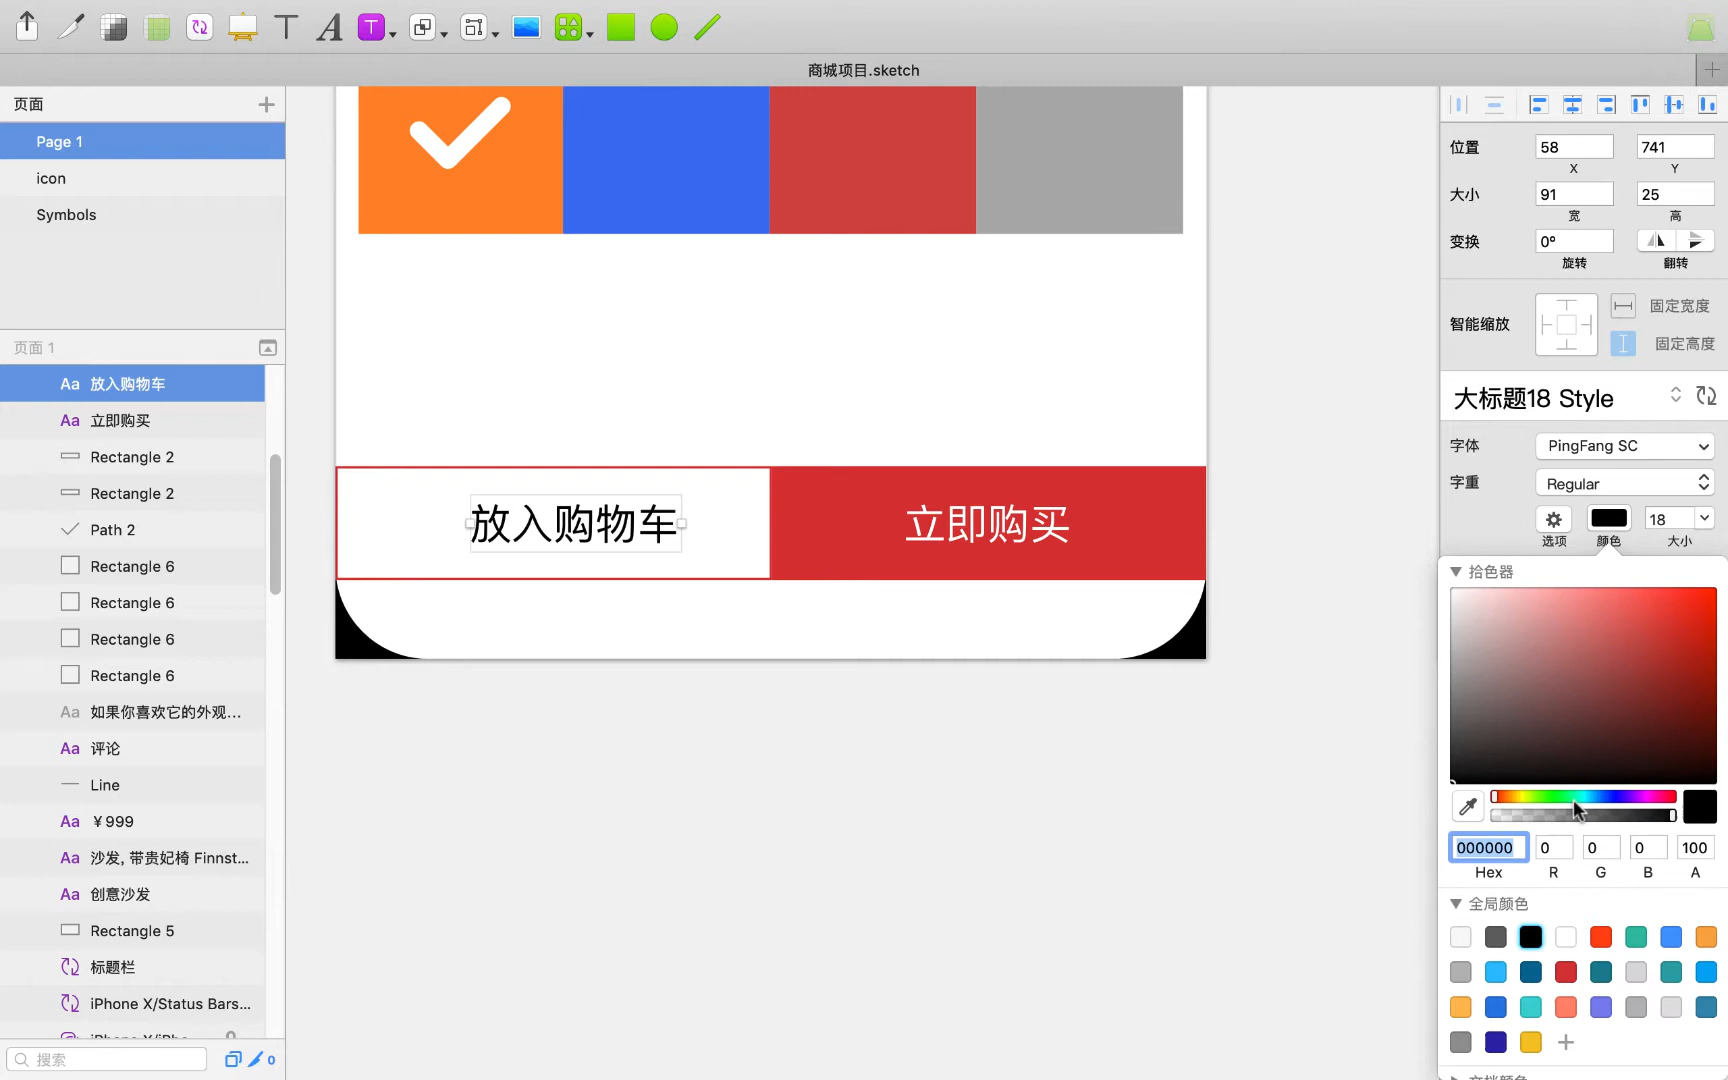 T
A
T
商城项目.sketch
页面
Page 1
icon
Symbols
页面 1
Aa 放入购物车
Aa 立即购买
Rectangle 2
Rectangle 2
Path 2
Rectangle 6
Rectangle 6
Rectangle 6
Rectangle 6
Aa 如果你喜欢它的外观...
Aa 评论
Line
Aa ￥999
Aa 沙发, 带贵妃椅 Finnst...
Aa 创意沙发
Rectangle 5
标题栏
iPhone X/Status Bars...
搜索
0
放入购物车
立即购买
位置 58 741
X Y
大小 91 25
宽 高
变换 0º
旋转 翻转
智能缩放
固定宽度
固定高度
大标题18 Style
字体 PingFang SC
字重 Regular
18
选项 颜色 大小
拾色器
000000 0 0 0 100
Hex R G B A
全局颜色